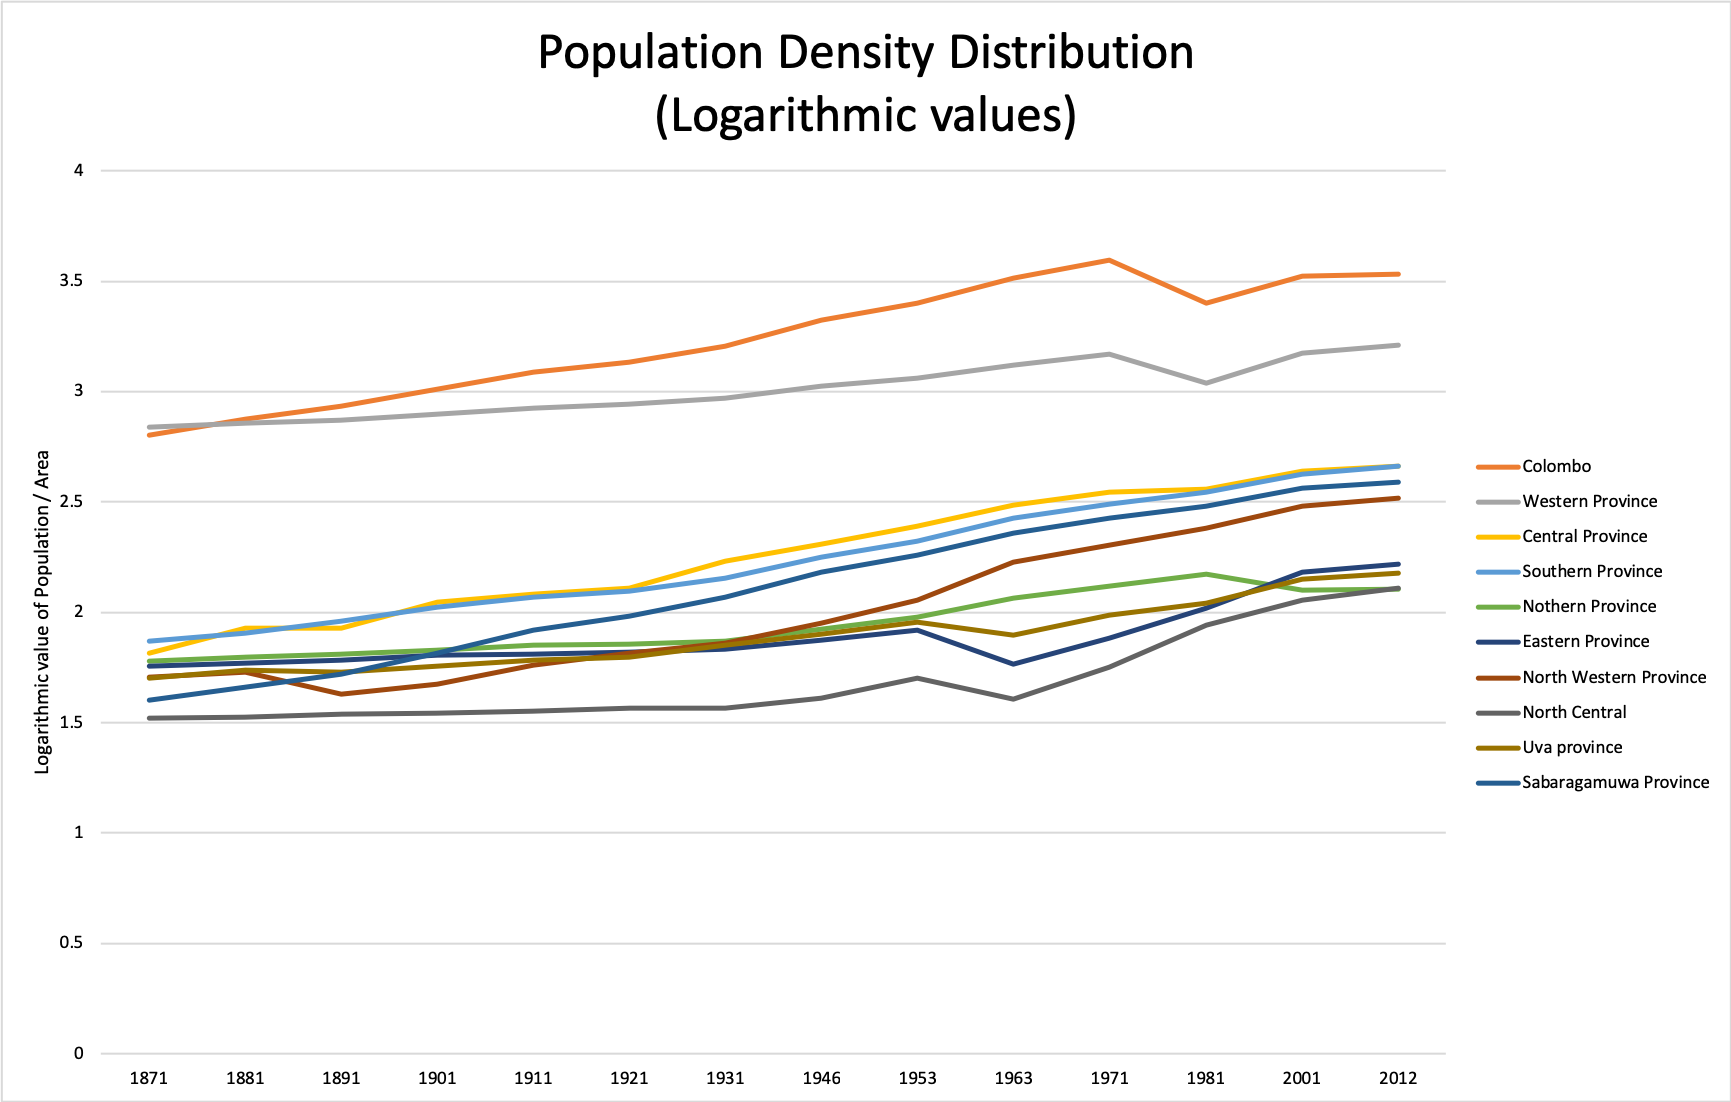 Population Density Distribution
(Logarithmic values)
Logarithmic value of Population / Area
4
3.5
3
2.5
2
1.5
1
0.5
0
1871 1881 1891 1901 1911 1921 1931 1946 1953 1963 1971 1981 2001 2012
Colombo
Western Province
Central Province
Southern Province
Nothern Province
Eastern Province
North Western Province
North Central
Uva province
Sabaragamuwa Province